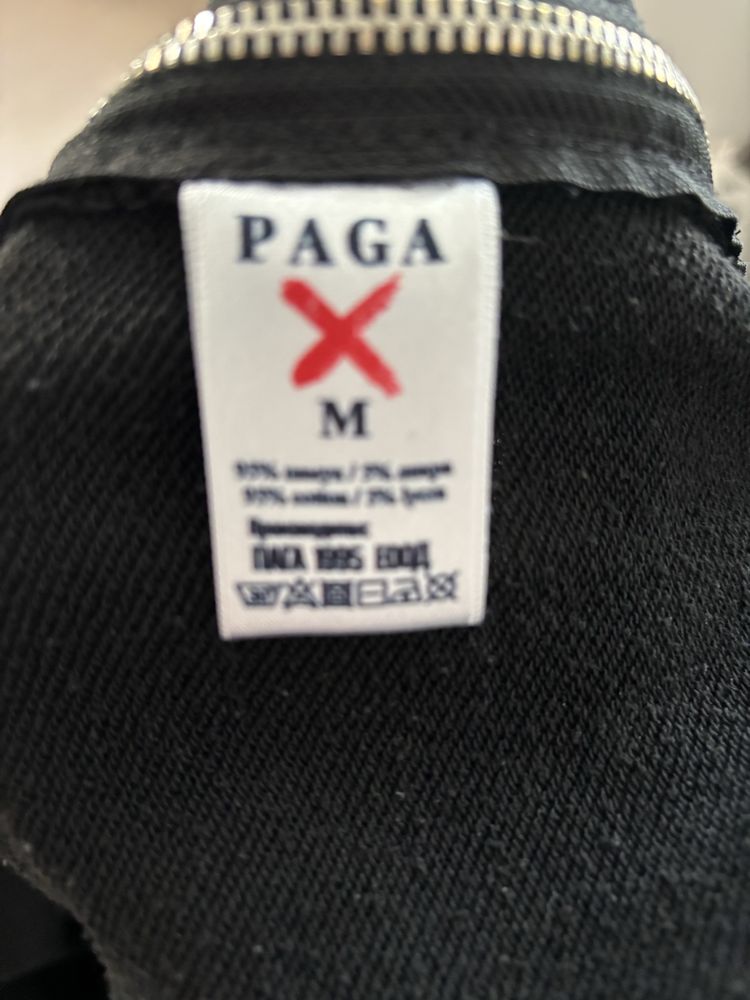 PAGA
M
95% памук / 5% ликра
95% cotton / 5% lycra
Производител:
ПАГА 1995 ЕООД